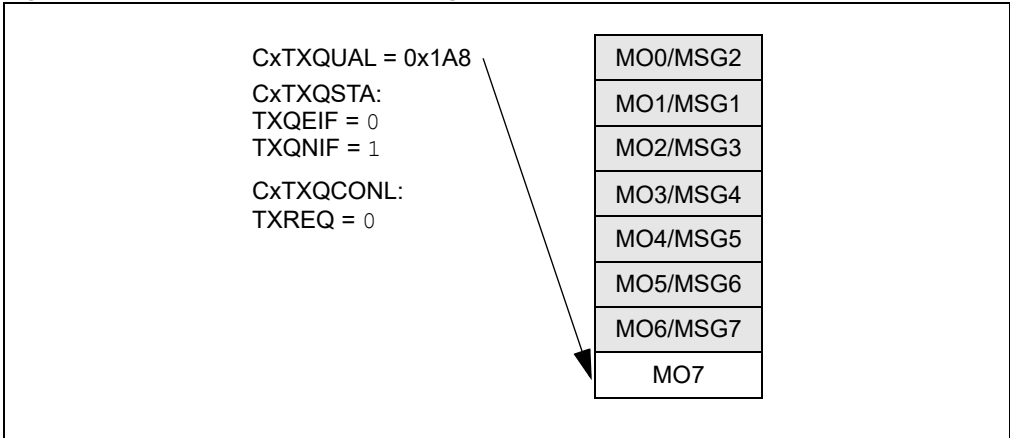 CxTXQUAL = 0x1A8
CxTXQSTA:
TXQEIF = 0
TXQNIF = 1
CxTXQCONL:
TXREQ = 0
MO0/MSG2
MO1/MSG1
MO2/MSG3
MO3/MSG4
MO4/MSG5
MO5/MSG6
MO6/MSG7
MO7